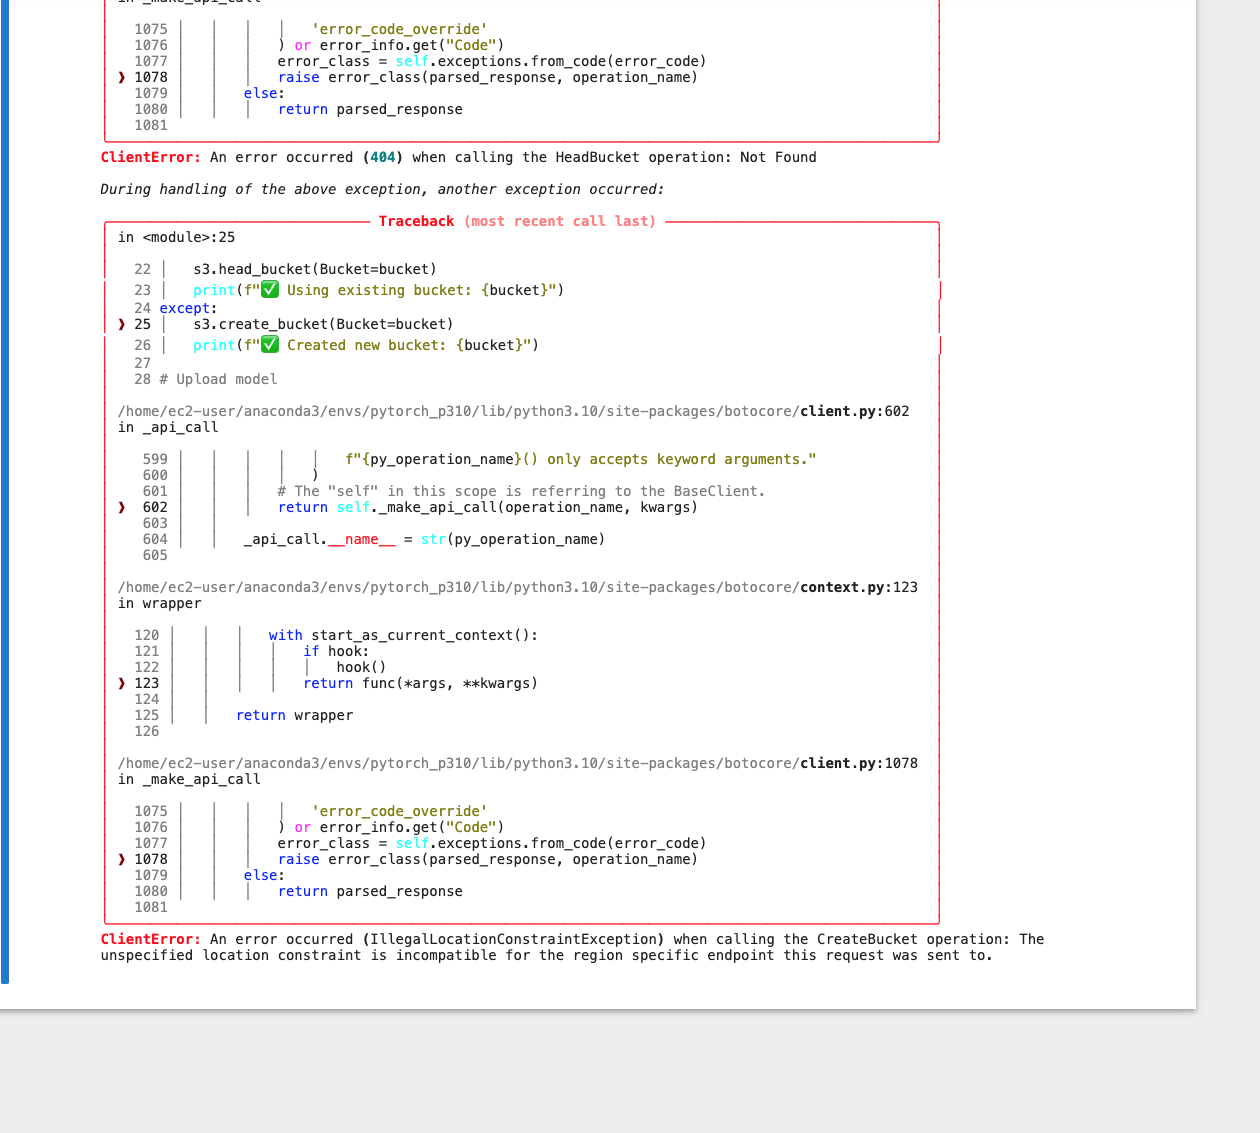 in _make_api_call
1075 'error_code_override'
1076 ) or error_info.get("Code")
1077 error_class = self.exceptions.from_code(error_code)
❱ 1078 raise error_class(parsed_response, operation_name)
1079 else:
1080 return parsed_response
1081
ClientError: An error occurred (404) when calling the HeadBucket operation: Not Found
During handling of the above exception, another exception occurred:
Traceback (most recent call last)
in <module>:25
22 s3.head_bucket(Bucket=bucket)
23 print(f"✅ Using existing bucket: {bucket}")
24 except:
❱ 25 s3.create_bucket(Bucket=bucket)
26 print(f"✅ Created new bucket: {bucket}")
27
28 # Upload model
/home/ec2-user/anaconda3/envs/pytorch_p310/lib/python3.10/site-packages/botocore/client.py:602
in _api_call
599 f"{py_operation_name}() only accepts keyword arguments."
600 )
601 # The "self" in this scope is referring to the BaseClient.
❱ 602 return self._make_api_call(operation_name, kwargs)
603
604 _api_call.__name__ = str(py_operation_name)
605
/home/ec2-user/anaconda3/envs/pytorch_p310/lib/python3.10/site-packages/botocore/context.py:123
in wrapper
120 with start_as_current_context():
121 if hook:
122 hook()
❱ 123 return func(*args, **kwargs)
124
125 return wrapper
126
/home/ec2-user/anaconda3/envs/pytorch_p310/lib/python3.10/site-packages/botocore/client.py:1078
in _make_api_call
1075 'error_code_override'
1076 ) or error_info.get("Code")
1077 error_class = self.exceptions.from_code(error_code)
❱ 1078 raise error_class(parsed_response, operation_name)
1079 else:
1080 return parsed_response
1081
ClientError: An error occurred (IllegalLocationConstraintException) when calling the CreateBucket operation: The
unspecified location constraint is incompatible for the region specific endpoint this request was sent to.